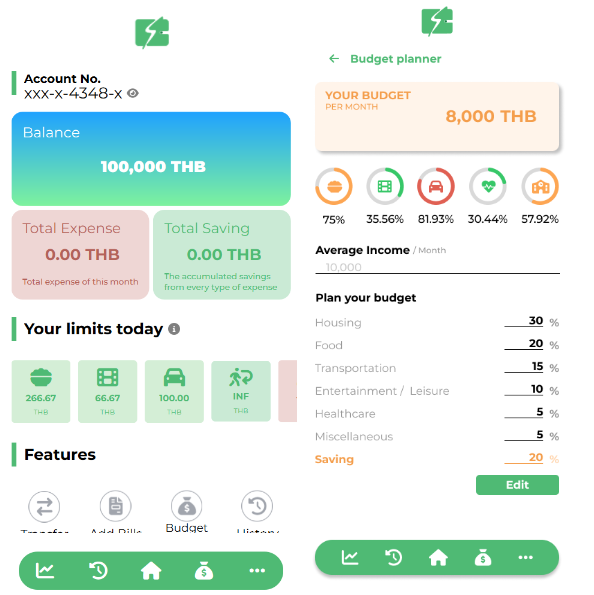 Account No.
xxx-x-4348-x
Balance
100,000 THB
Total Expense
0.00 THB
Total expense of this month
Total Saving
0.00 THB
The accumulated savings
from every type of expense
Your limits today
266.67
THB
66.67
THB
100.00
THB
INF
THB
Features
Transfer
Add Bills
Budget
History
Budget planner
YOUR BUDGET
PER MONTH
8,000 THB
75%
35.56%
81.93%
30.44%
57.92%
Average Income / Month
10,000
Plan your budget
Housing 30 %
Food 20 %
Transportation 15 %
Entertainment / Leisure 10 %
Healthcare 5 %
Miscellaneous 5 %
Saving 20 %
Edit